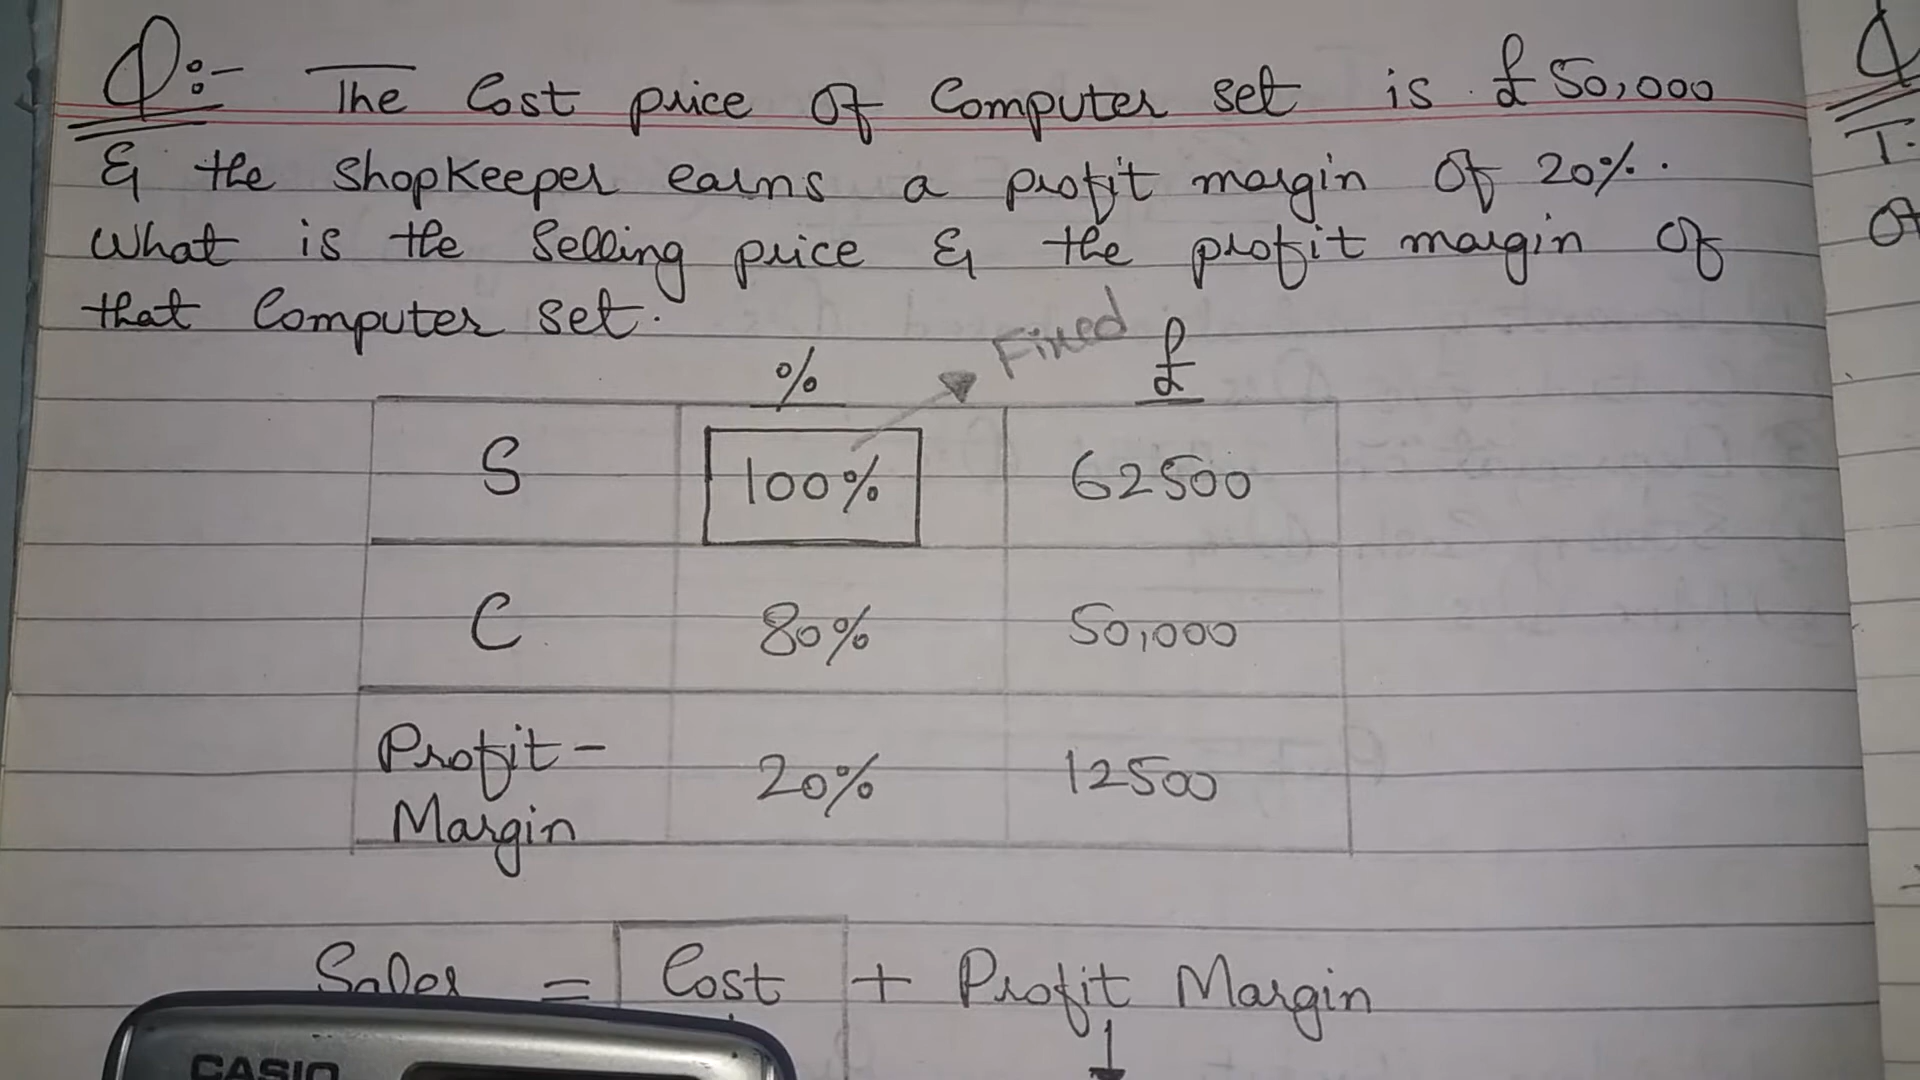 Q:- The Cost price of Computer set is £50,000
& the shopkeeper earns a profit margin of 20%.
What is the Selling price & the profit margin of
that Computer set.
% Fixed £
S 100% 62500
C 80% 50,000
Profit - 20% 12500
Margin
Sales = Cost + Profit Margin
CASIO